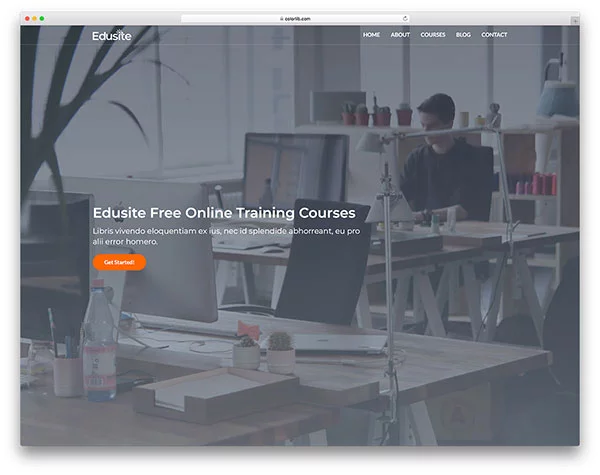 colorlib.com
Edusite
HOME ABOUT COURSES BLOG CONTACT
Edusite Free Online Training Courses
Libris vivendo eloquentiam ex ius, nec id splendide abhorreant, eu pro
alii error homero.
Get Started!